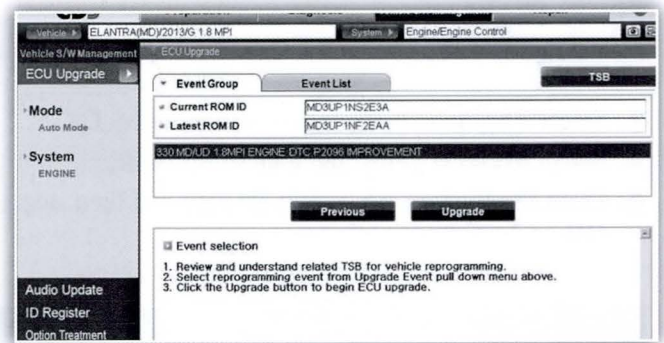 Vehicle ELANTRA(MD)/2013/G 1.8 MPI System Engine/Engine Control
Vehicle S/W Management
ECU Upgrade
ECU Upgrade
Event Group Event List TSB
Current ROM ID MD3UP1NS2E3A
Latest ROM ID MD3UP1NF2EAA
Mode
Auto Mode
System
ENGINE
330.MD/UD 1.8MPI ENGINE DTC P2096 IMPROVEMENT
Previous Upgrade
Event selection
1. Review and understand related TSB for vehicle reprogramming.
2. Select reprogramming event from Upgrade Event pull down menu above.
3. Click the Upgrade button to begin ECU upgrade.
Audio Update
ID Register
Option Treatment